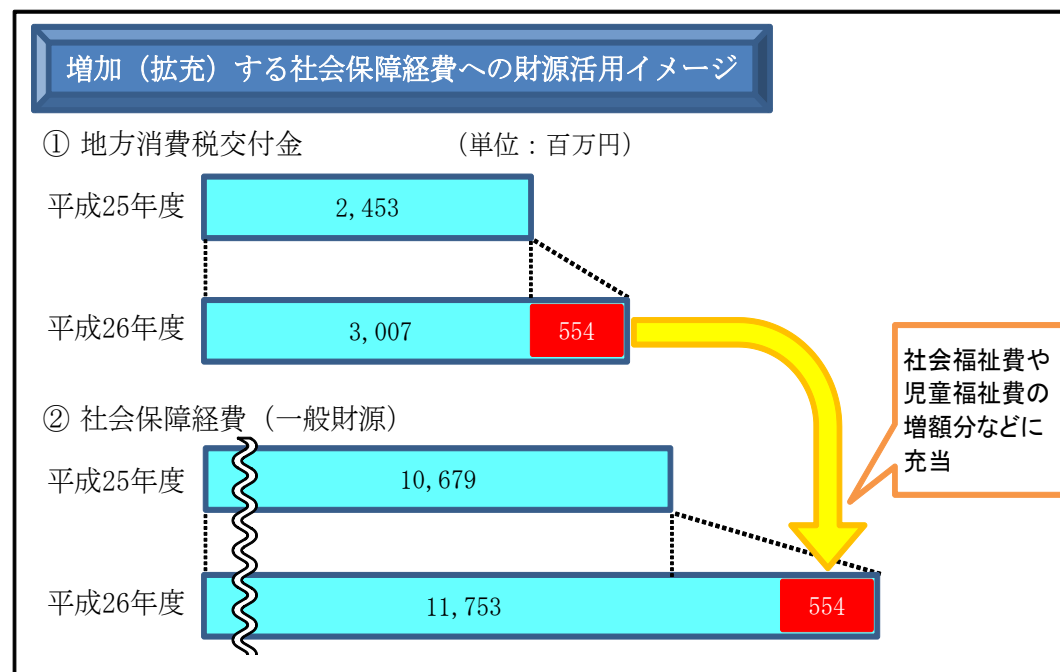 増加（拡充）する社会保障経費への財源活用イメージ
① 地方消費税交付金 （単位：百万円）
平成25年度 2,453
平成26年度 3,007 554
社会福祉費や
児童福祉費の
増額分などに
充当
② 社会保障経費（一般財源）
平成25年度 10,679
平成26年度 11,753 554